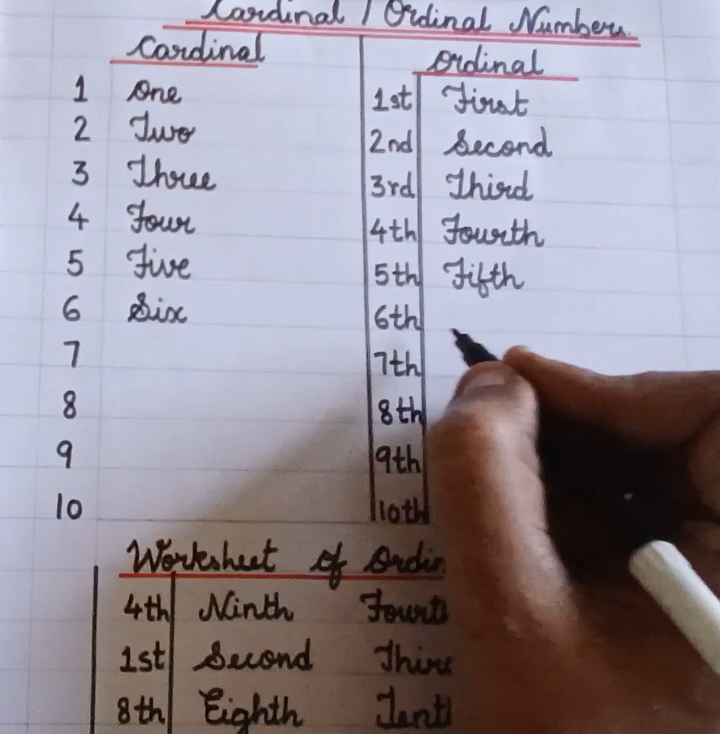 Cardinal / Ordinal Numbers.
Cardinal Ordinal
1 One 1st First
2 Two 2nd Second
3 Three 3rd Third
4 Four 4th Fourth
5 Five 5th Fifth
6 Six 6th
7 7th
8 8th
9 9th
10 10th
Worksheet of
4th Ninth
1st Second
8th Eighth